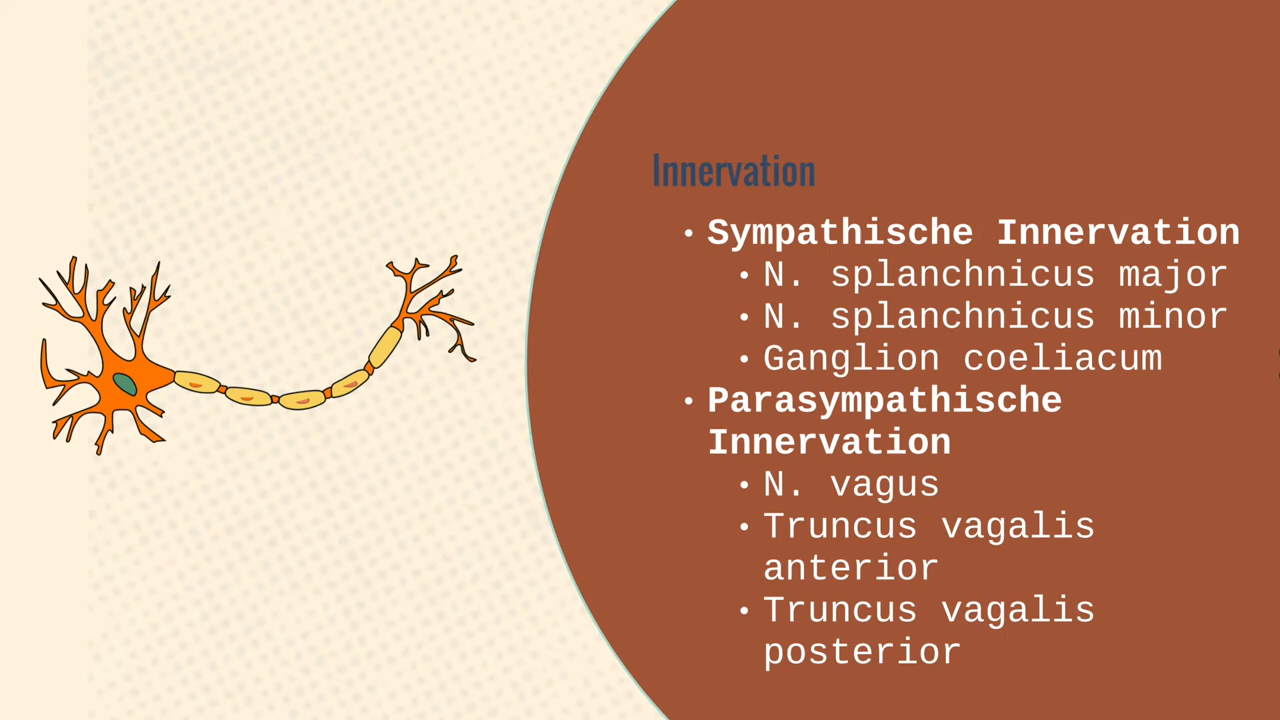 Innervation
• Sympathische Innervation
• N. splanchnicus major
• N. splanchnicus minor
• Ganglion coeliacum
• Parasympathische
Innervation
• N. vagus
• Truncus vagalis
anterior
• Truncus vagalis
posterior